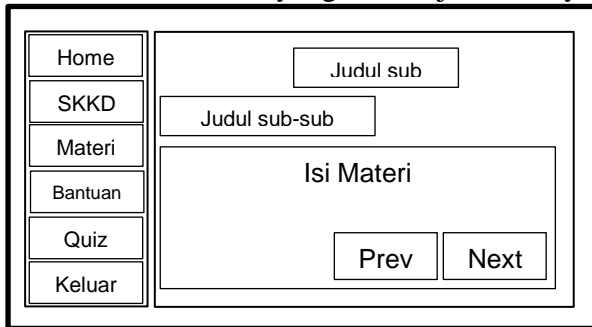 Home
SKKD
Materi
Bantuan
Quiz
Keluar
Judul sub
Judul sub-sub
Isi Materi
Prev
Next